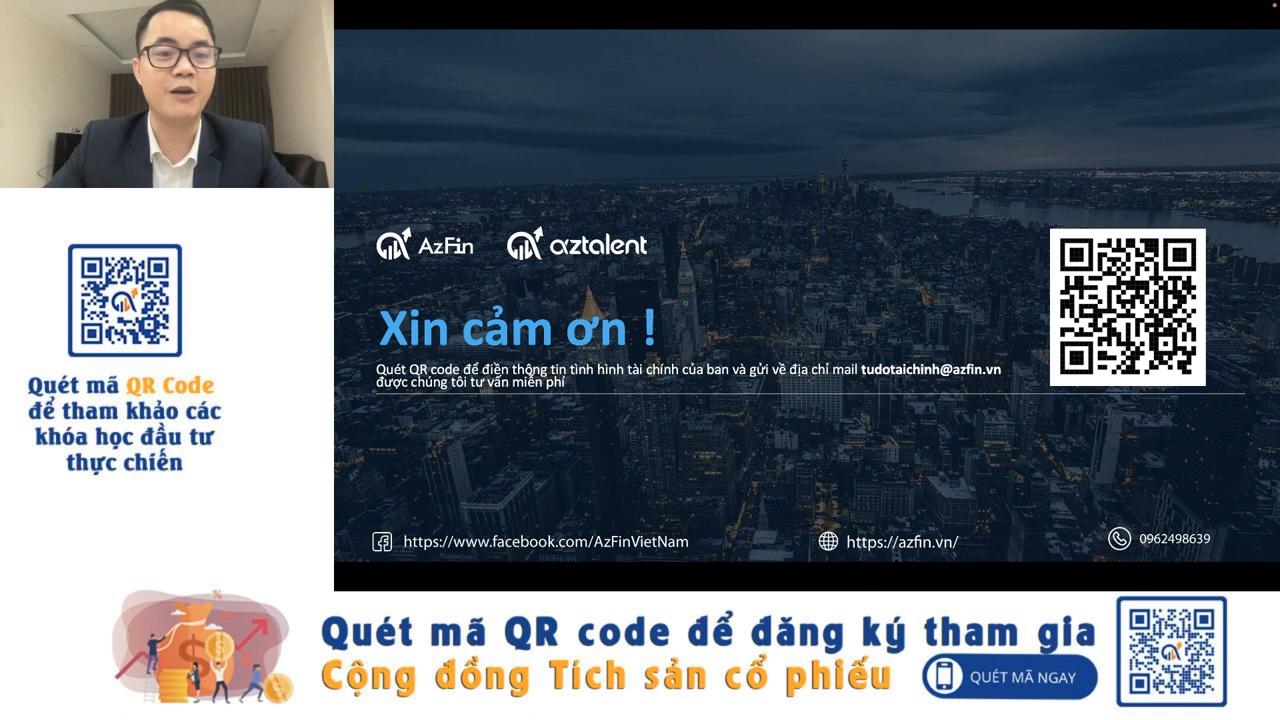 AzFin
aztalent
Xin cảm ơn !
Quét QR code để điền thông tin tình hình tài chính của bạn và gửi về địa chỉ mail tudotaichinh@azfin.vn
được chúng tôi tư vấn miễn phí
https://www.facebook.com/AzFinVietNam
https://azfin.vn/
0962498639
Quét mã QR Code
để tham khảo các
khóa học đầu tư
thực chiến
Quét mã QR code để đăng ký tham gia
Cộng đồng Tích sản cổ phiếu
QUÉT MÃ NGAY